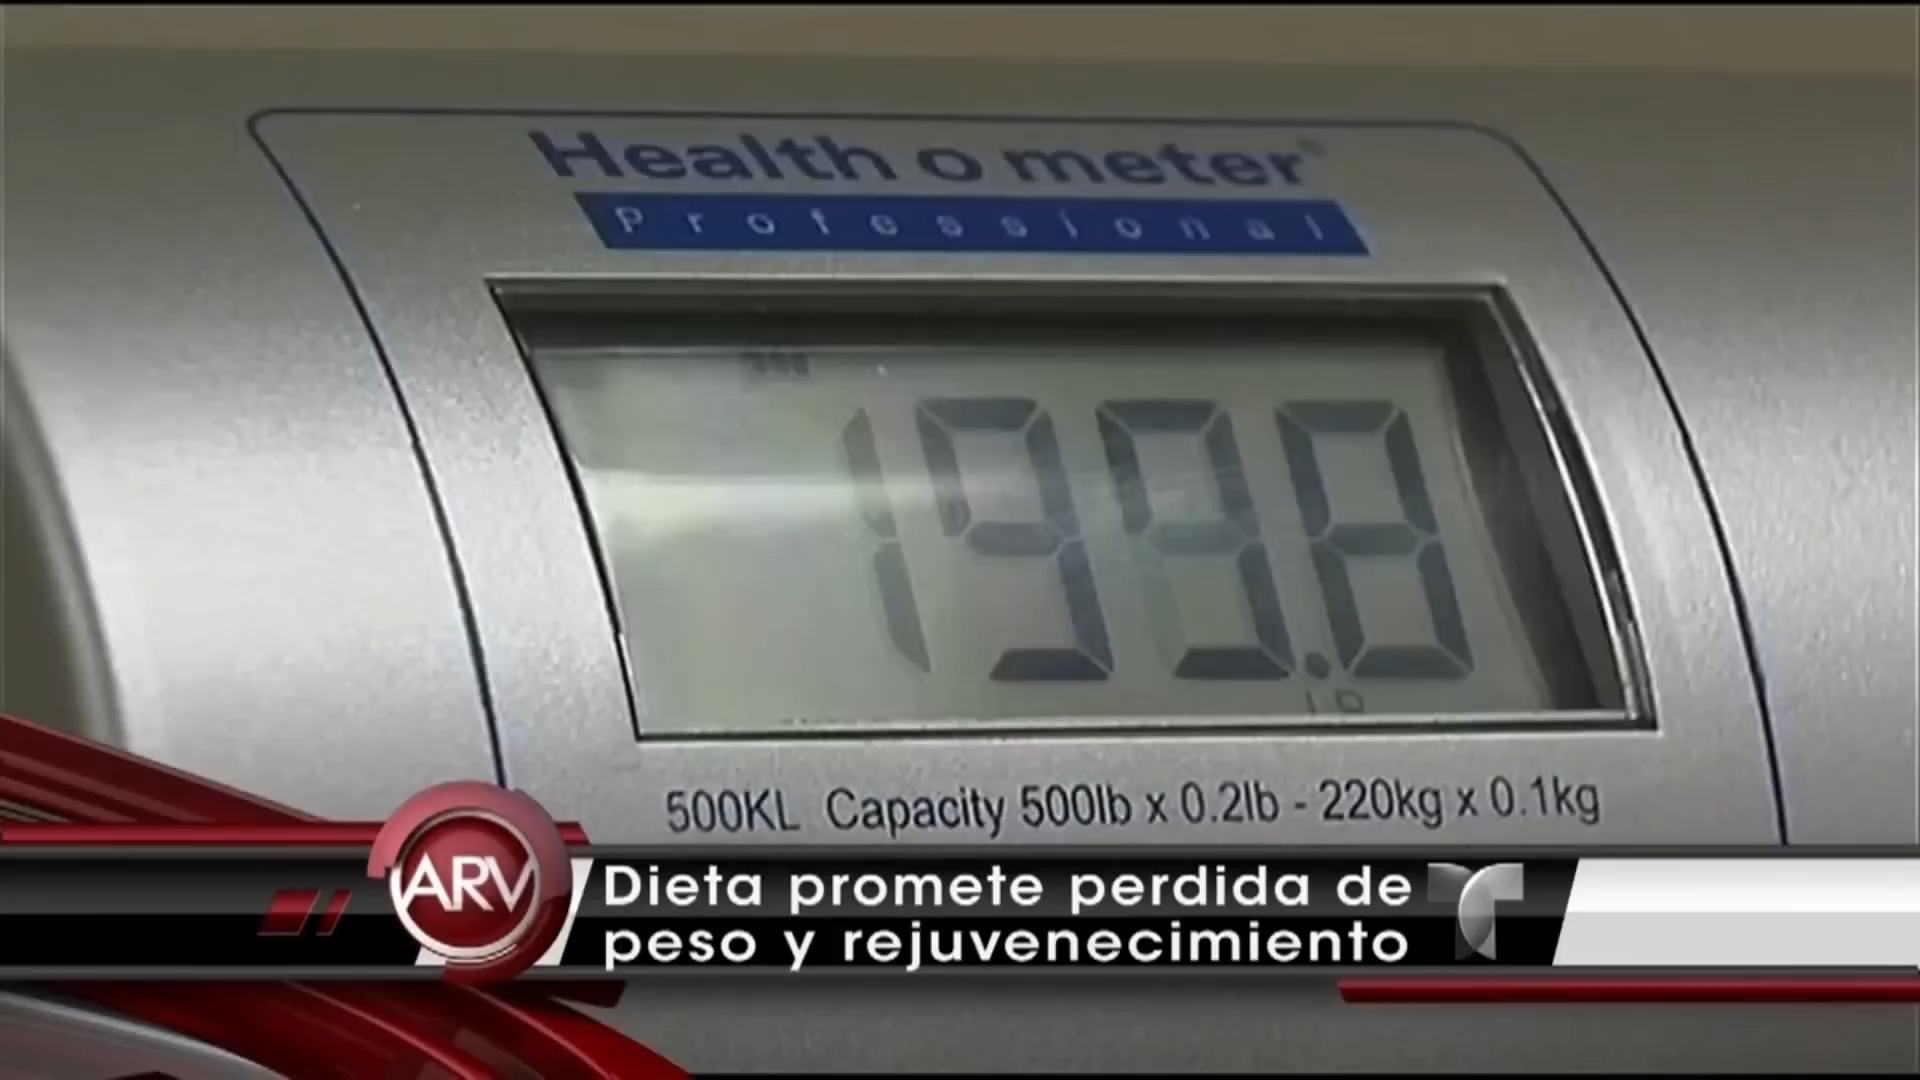 Health o meter
Professional
199.8
500KL Capacity 500lb x 0.2lb - 220kg x 0.1kg
ARV
Dieta promete perdida de
peso y rejuvenecimiento